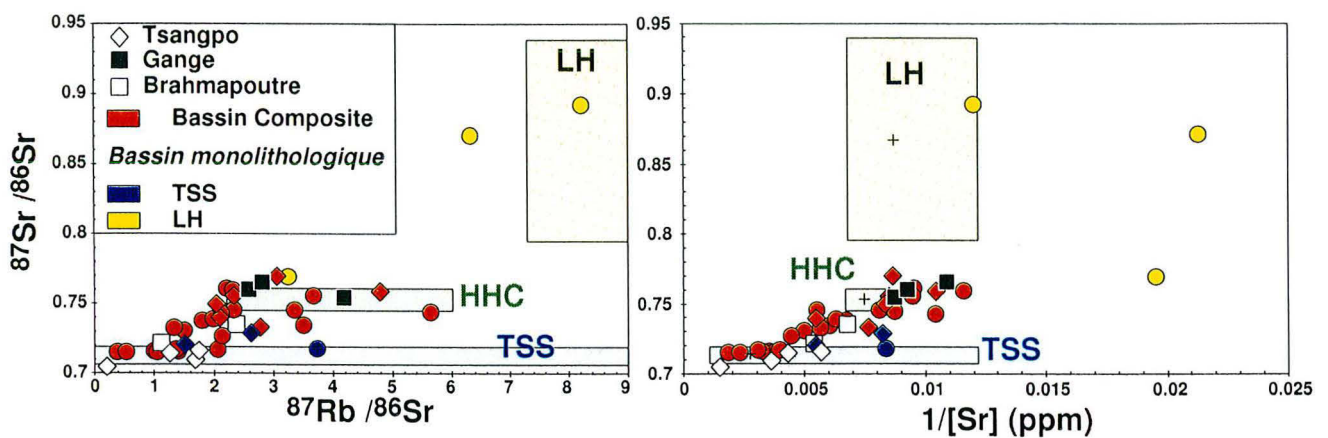 0.95
0.9
0.85
0.8
0.75
0.7
87Sr /86Sr
Tsangpo
Gange
Brahmapoutre
Bassin Composite
Bassin monolithologique
TSS
LH
LH
HHC
TSS
0 1 2 3 4 5 6 7 8 9
87Rb /86Sr
0.95
0.9
0.85
0.8
0.75
0.7
LH
HHC
TSS
0 0.005 0.01 0.015 0.02 0.025
1/[Sr] (ppm)